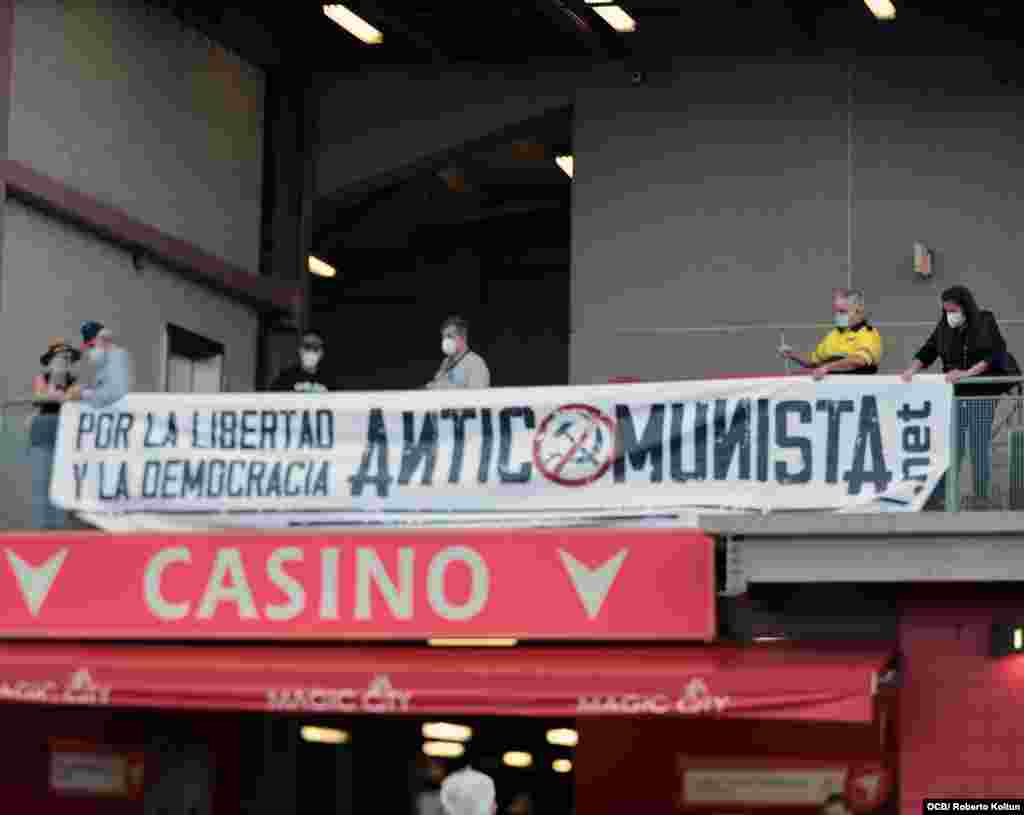 POR LA LIBERTAD
Y LA DEMOCRACIA
ANTICOMUNISTA.net
CASINO
MAGIC CITY MAGIC CITY MAGIC CITY
OCB/ Roberto Koltun